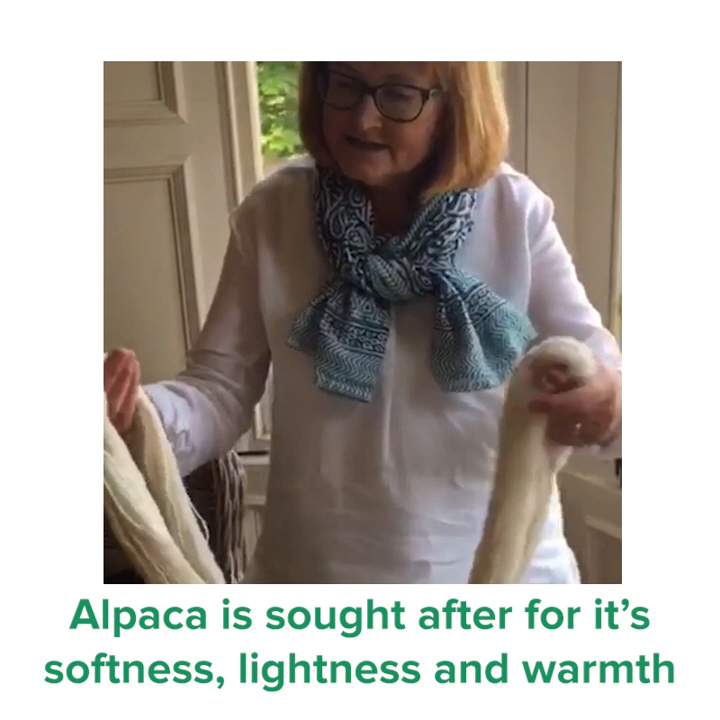 Alpaca is sought after for it’s
softness, lightness and warmth